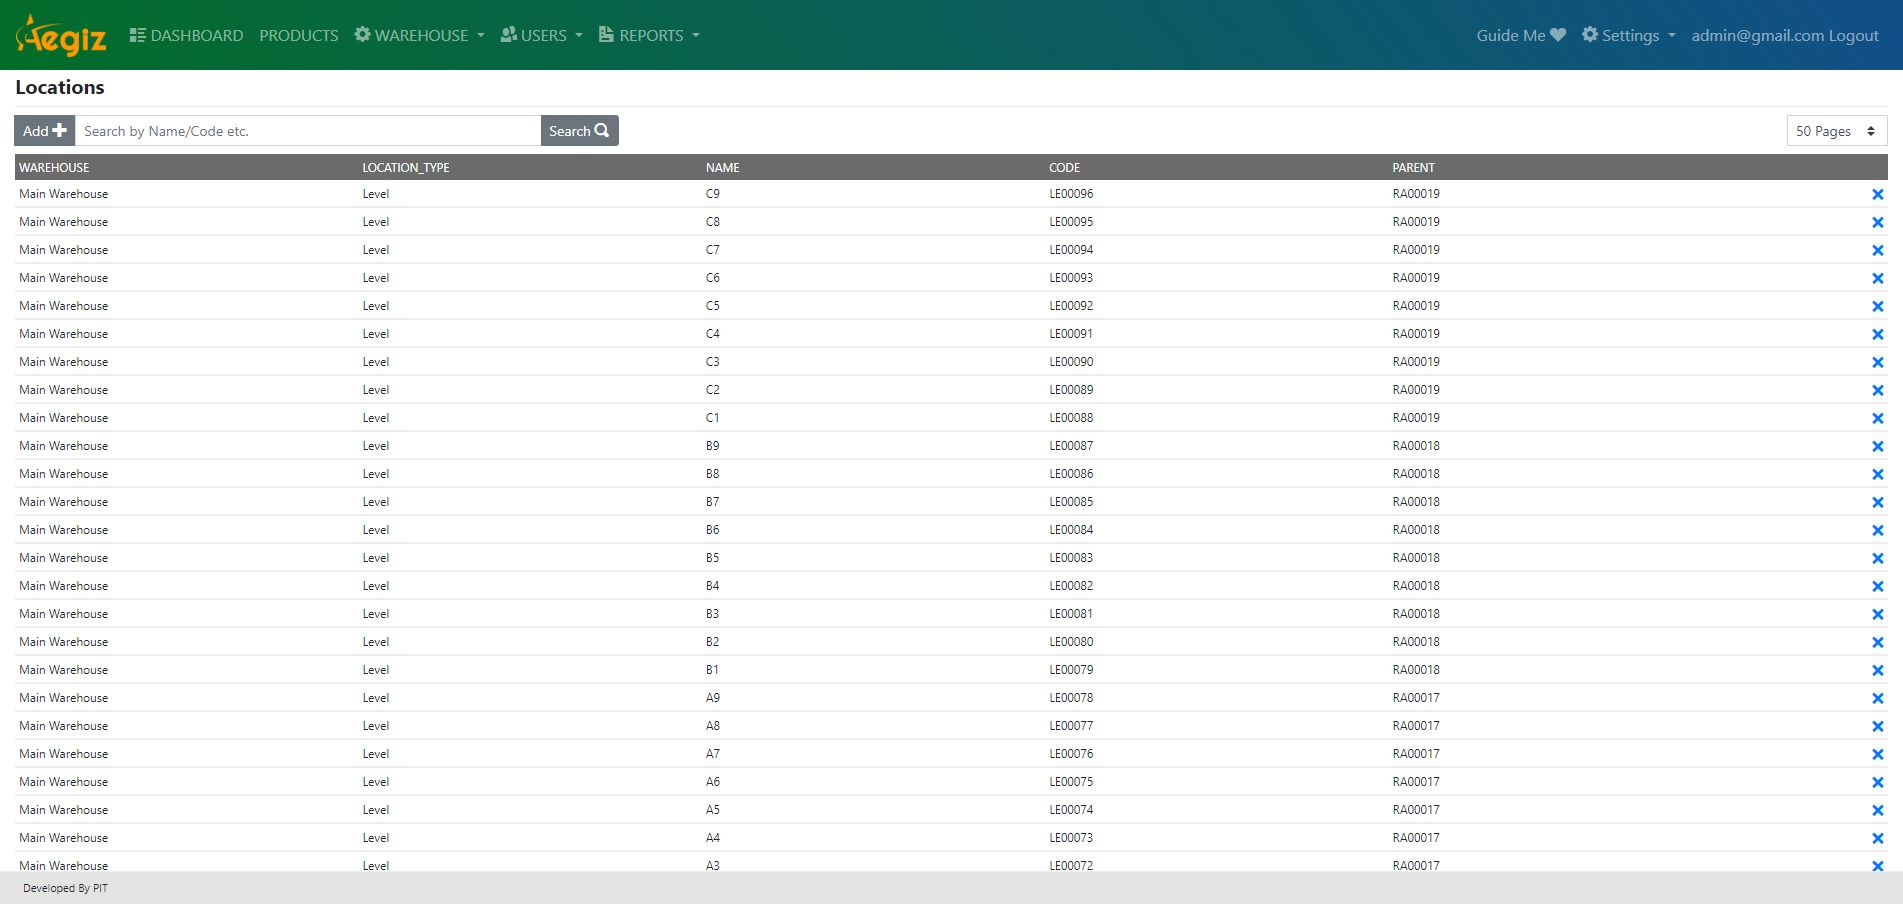 Aegiz DASHBOARD PRODUCTS WAREHOUSE USERS REPORTS Guide Me Settings admin@gmail.com Logout
Locations
Add Search by Name/Code etc. Search 50 Pages
WAREHOUSE LOCATION_TYPE NAME CODE PARENT
Main Warehouse Level C9 LE00096 RA00019
Main Warehouse Level C8 LE00095 RA00019
Main Warehouse Level C7 LE00094 RA00019
Main Warehouse Level C6 LE00093 RA00019
Main Warehouse Level C5 LE00092 RA00019
Main Warehouse Level C4 LE00091 RA00019
Main Warehouse Level C3 LE00090 RA00019
Main Warehouse Level C2 LE00089 RA00019
Main Warehouse Level C1 LE00088 RA00019
Main Warehouse Level B9 LE00087 RA00018
Main Warehouse Level B8 LE00086 RA00018
Main Warehouse Level B7 LE00085 RA00018
Main Warehouse Level B6 LE00084 RA00018
Main Warehouse Level B5 LE00083 RA00018
Main Warehouse Level B4 LE00082 RA00018
Main Warehouse Level B3 LE00081 RA00018
Main Warehouse Level B2 LE00080 RA00018
Main Warehouse Level B1 LE00079 RA00018
Main Warehouse Level A9 LE00078 RA00017
Main Warehouse Level A8 LE00077 RA00017
Main Warehouse Level A7 LE00076 RA00017
Main Warehouse Level A6 LE00075 RA00017
Main Warehouse Level A5 LE00074 RA00017
Main Warehouse Level A4 LE00073 RA00017
Main Warehouse Level A3 LE00072 RA00017
Developed By PIT